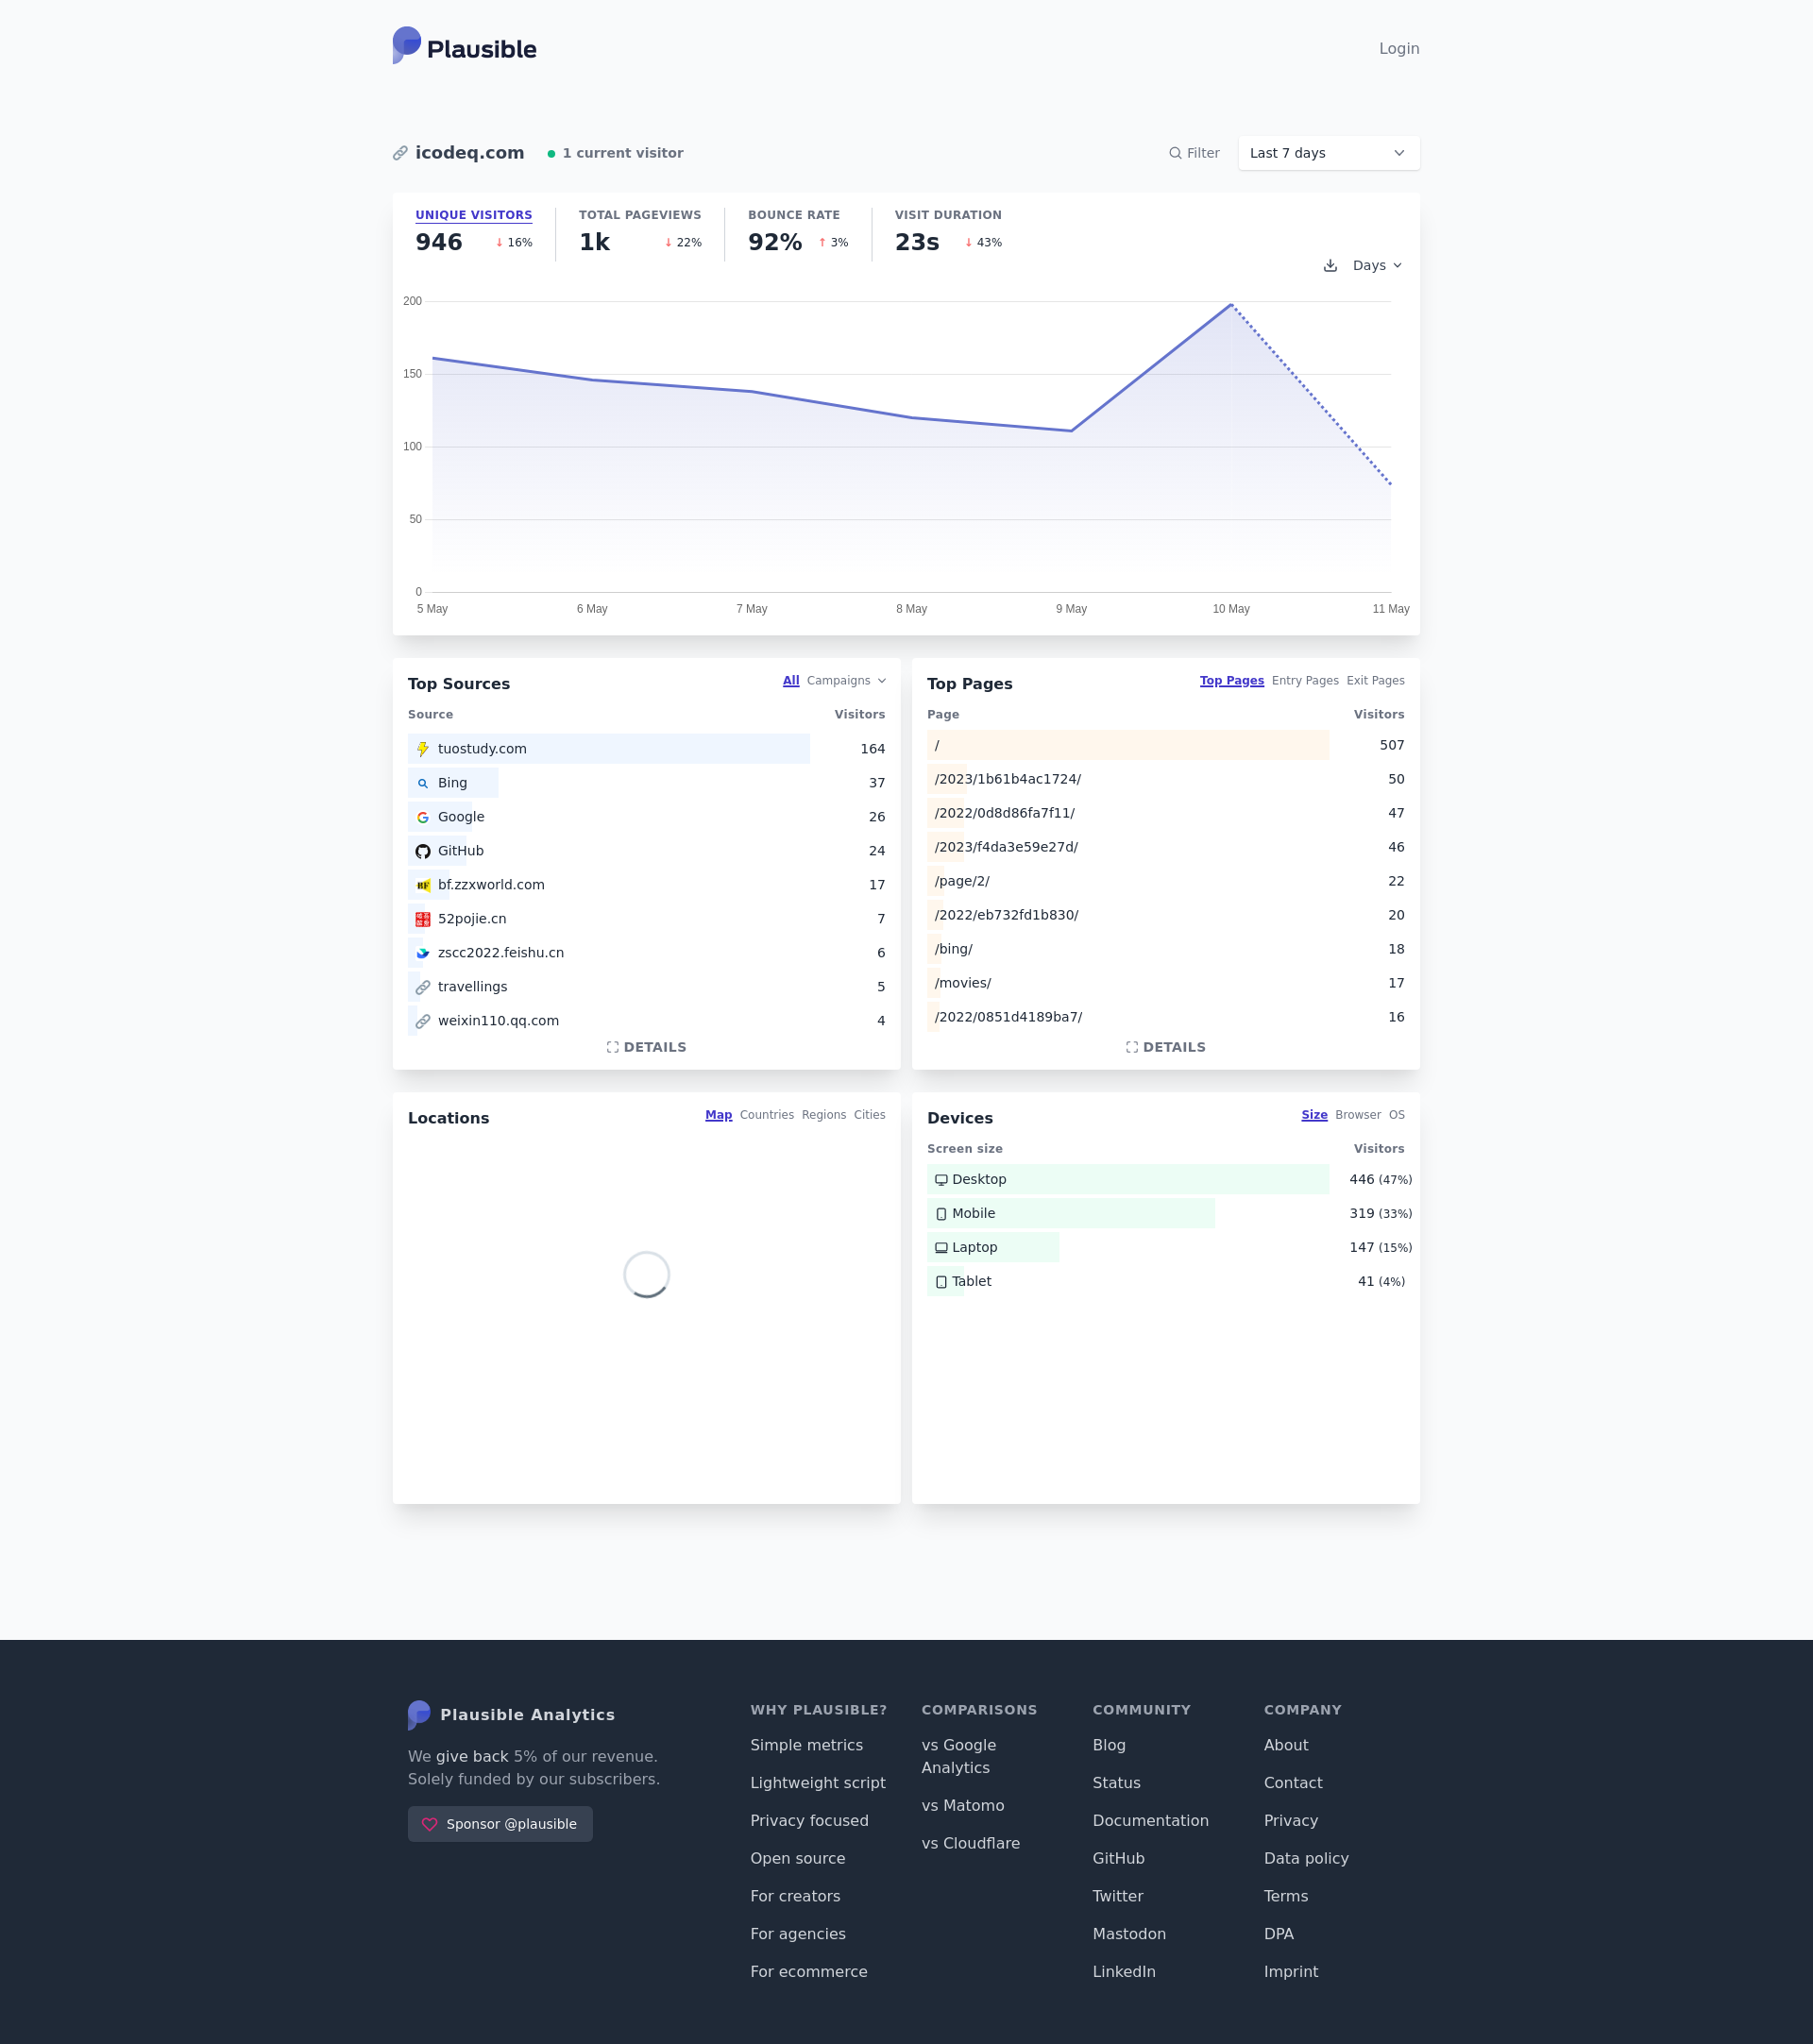 Plausible
Login
icodeq.com
1 current visitor
Filter
Last 7 days
UNIQUE VISITORS
946 ↓ 16%
TOTAL PAGEVIEWS
1k ↓ 22%
BOUNCE RATE
92% ↑ 3%
VISIT DURATION
23s ↓ 43%
Days
200
150
100
50
0
5 May 6 May 7 May 8 May 9 May 10 May 11 May
Top Sources
All Campaigns
Source Visitors
tuostudy.com 164
Bing 37
Google 26
GitHub 24
bf.zzxworld.com 17
52pojie.cn 7
zscc2022.feishu.cn 6
travellings 5
weixin110.qq.com 4
DETAILS
Top Pages
Top Pages Entry Pages Exit Pages
Page Visitors
/ 507
/2023/1b61b4ac1724/ 50
/2022/0d8d86fa7f11/ 47
/2023/f4da3e59e27d/ 46
/page/2/ 22
/2022/eb732fd1b830/ 20
/bing/ 18
/movies/ 17
/2022/0851d4189ba7/ 16
DETAILS
Locations
Map Countries Regions Cities
Devices
Size Browser OS
Screen size Visitors
Desktop 446 (47%)
Mobile 319 (33%)
Laptop 147 (15%)
Tablet 41 (4%)
Plausible Analytics
We give back 5% of our revenue.
Solely funded by our subscribers.
Sponsor @plausible
WHY PLAUSIBLE?
Simple metrics
Lightweight script
Privacy focused
Open source
For creators
For agencies
For ecommerce
COMPARISONS
vs Google
Analytics
vs Matomo
vs Cloudflare
COMMUNITY
Blog
Status
Documentation
GitHub
Twitter
Mastodon
LinkedIn
COMPANY
About
Contact
Privacy
Data policy
Terms
DPA
Imprint